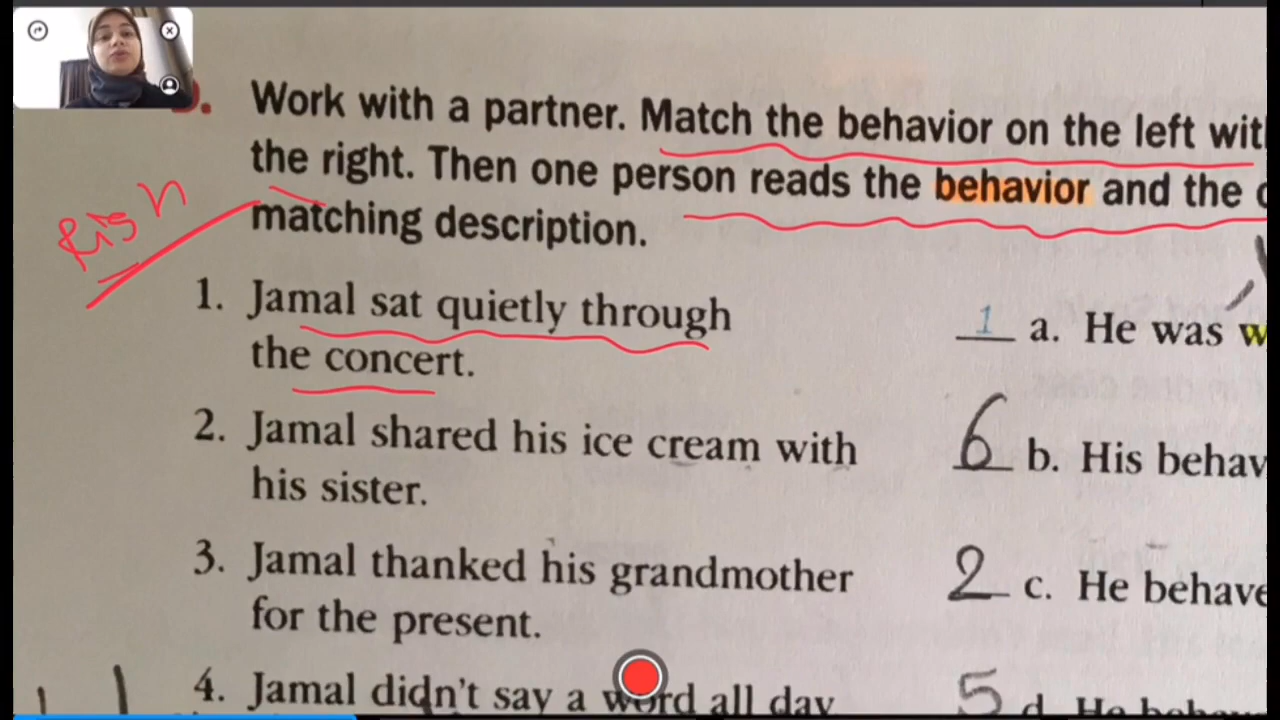 Work with a partner. Match the behavior on the left
the right. Then one person reads the behavior and the
matching description.
Rig
1. Jamal sat quietly through
the concert.
1 a. He was
2. Jamal shared his ice cream with
his sister.
6 b. His
3. Jamal thanked his grandmother
for the present.
2 c. He
4. Jamal didn't say a word all day
5 d. He